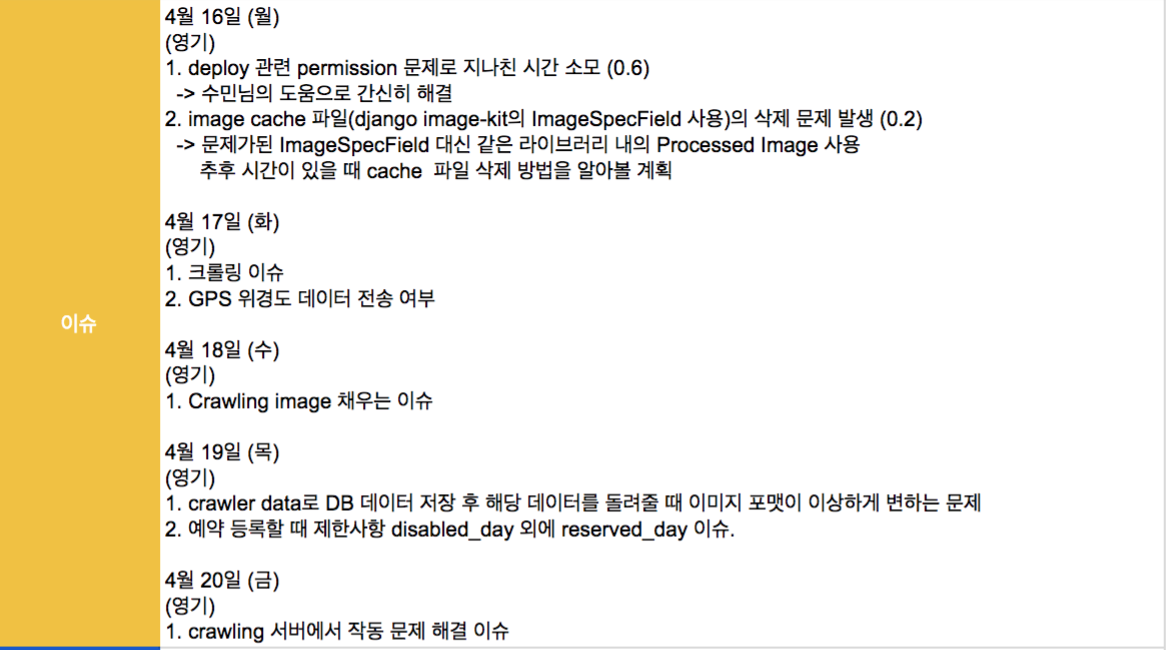 이슈
4월 16일 (월)
(영기)
1. deploy 관련 permission 문제로 지나친 시간 소모 (0.6)
-> 수민님의 도움으로 간신히 해결
2. image cache 파일(django image-kit의 ImageSpecField 사용)의 삭제 문제 발생 (0.2)
-> 문제가된 ImageSpecField 대신 같은 라이브러리 내의 Processed Image 사용
추후 시간이 있을 때 cache 파일 삭제 방법을 알아볼 계획
4월 17일 (화)
(영기)
1. 크롤링 이슈
2. GPS 위경도 데이터 전송 여부
4월 18일 (수)
(영기)
1. Crawling image 채우는 이슈
4월 19일 (목)
(영기)
1. crawler data로 DB 데이터 저장 후 해당 데이터를 돌려줄 때 이미지 포맷이 이상하게 변하는 문제
2. 예약 등록할 때 제한사항 disabled_day 외에 reserved_day 이슈.
4월 20일 (금)
(영기)
1. crawling 서버에서 작동 문제 해결 이슈